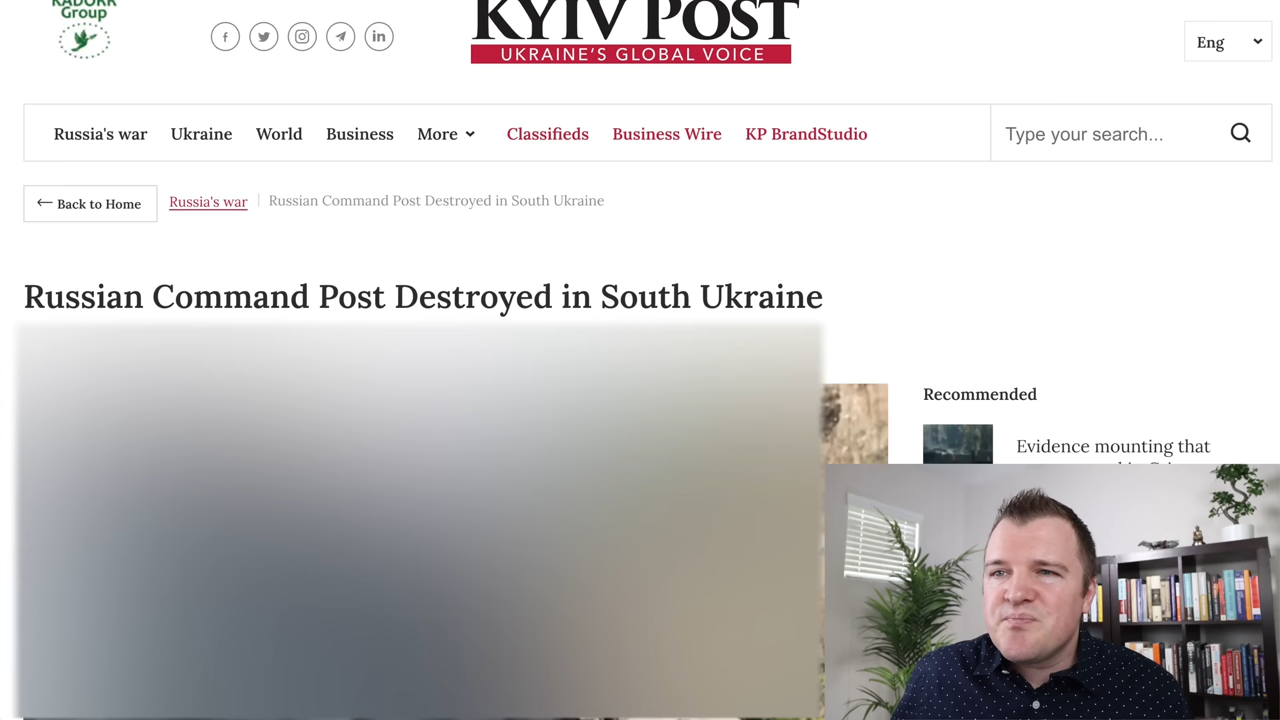 RADORR
Group
KYIV POST
UKRAINE'S GLOBAL VOICE
Eng
Russia's war Ukraine World Business More Classifieds Business Wire KP BrandStudio Type your search...
Back to Home Russia's war Russian Command Post Destroyed in South Ukraine
Russian Command Post Destroyed in South Ukraine
Recommended
Evidence mounting that